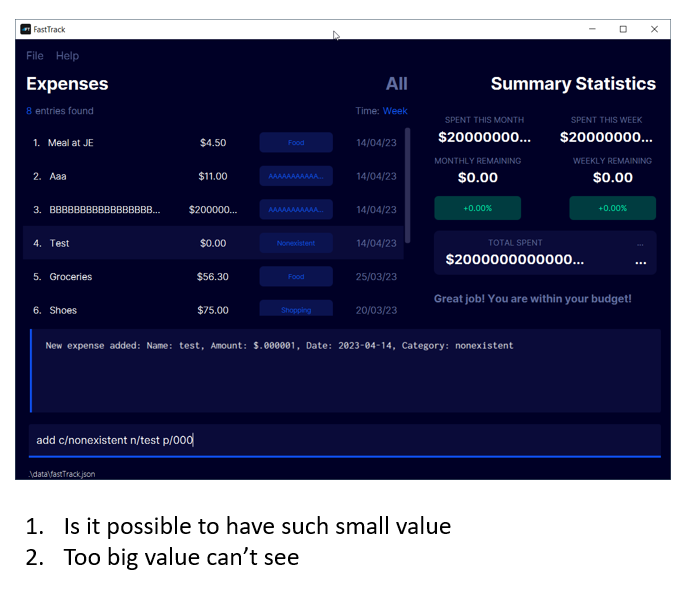 FastTrack
File Help
Expenses All
8 entries found Time: Week
1. Meal at JE $4.50 Food 14/04/23
2. Aaa $11.00 AAAAAAAAAAA... 14/04/23
3. BBBBBBBBBBBBBBBBB... $200000... AAAAAAAAAAA... 14/04/23
4. Test $0.00 Nonexistent 14/04/23
5. Groceries $56.30 Food 25/03/23
6. Shoes $75.00 Shopping 20/03/23
Summary Statistics
SPENT THIS MONTH SPENT THIS WEEK
$20000000... $20000000...
MONTHLY REMAINING WEEKLY REMAINING
$0.00 $0.00
+0.00% +0.00%
TOTAL SPENT ...
$2000000000000... ...
Great job! You are within your budget!
New expense added: Name: test, Amount: $.000001, Date: 2023-04-14, Category: nonexistent
add c/nonexistent n/test p/000
.\data\fastTrack.json
1. Is it possible to have such small value
2. Too big value can’t see